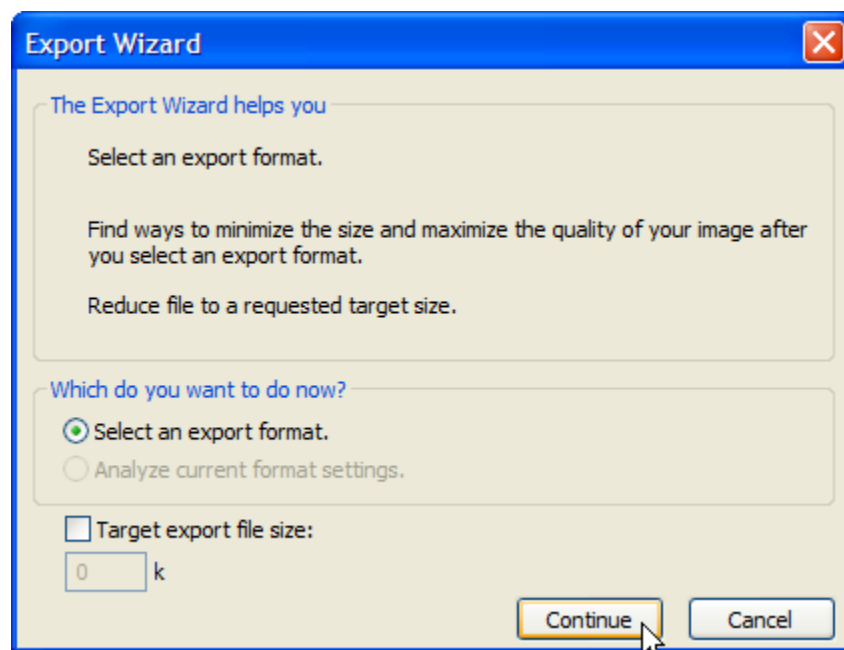 Export Wizard
The Export Wizard helps you
Select an export format.
Find ways to minimize the size and maximize the quality of your image after
you select an export format.
Reduce file to a requested target size.
Which do you want to do now?
Select an export format.
Analyze current format settings.
Target export file size:
0 k
Continue Cancel